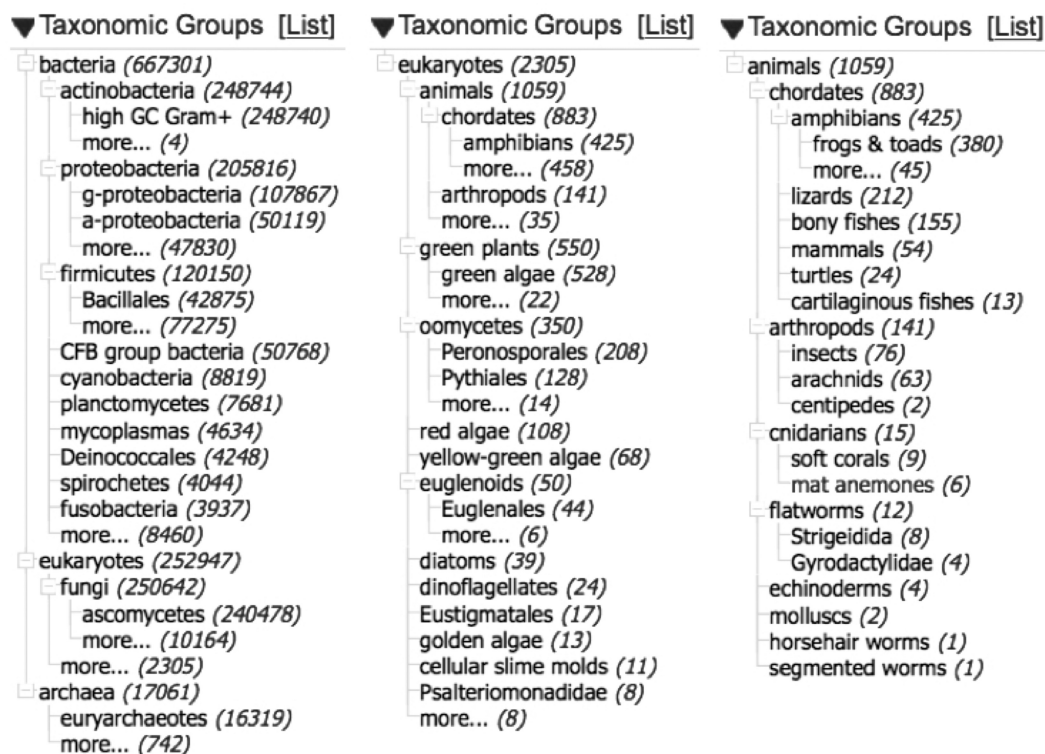 Taxonomic Groups [List]
bacteria (667301)
actinobacteria (248744)
high GC Gram+ (248740)
more... (4)
proteobacteria (205816)
g-proteobacteria (107867)
a-proteobacteria (50119)
more... (47830)
firmicutes (120150)
Bacillales (42875)
more... (77275)
CFB group bacteria (50768)
cyanobacteria (8819)
planctomycetes (7681)
mycoplasmas (4634)
Deinococcales (4248)
spirochetes (4044)
fusobacteria (3937)
more... (8460)
eukaryotes (252947)
fungi (250642)
ascomycetes (240478)
more... (10164)
more... (2305)
archaea (17061)
euryarchaeotes (16319)
more... (742)
Taxonomic Groups [List]
eukaryotes (2305)
animals (1059)
chordates (883)
amphibians (425)
more... (458)
arthropods (141)
more... (35)
green plants (550)
green algae (528)
more... (22)
oomycetes (350)
Peronosporales (208)
Pythiales (128)
more... (14)
red algae (108)
yellow-green algae (68)
euglenoids (50)
Euglenales (44)
more... (6)
diatoms (39)
dinoflagellates (24)
Eustigmatales (17)
golden algae (13)
cellular slime molds (11)
Psalteriomonadidae (8)
more... (8)
Taxonomic Groups [List]
animals (1059)
chordates (883)
amphibians (425)
frogs & toads (380)
more... (45)
lizards (212)
bony fishes (155)
mammals (54)
turtles (24)
cartilaginous fishes (13)
arthropods (141)
insects (76)
arachnids (63)
centipedes (2)
cnidarians (15)
soft corals (9)
mat anemones (6)
flatworms (12)
Strigeidida (8)
Gyrodactylidae (4)
echinoderms (4)
molluscs (2)
horsehair worms (1)
segmented worms (1)